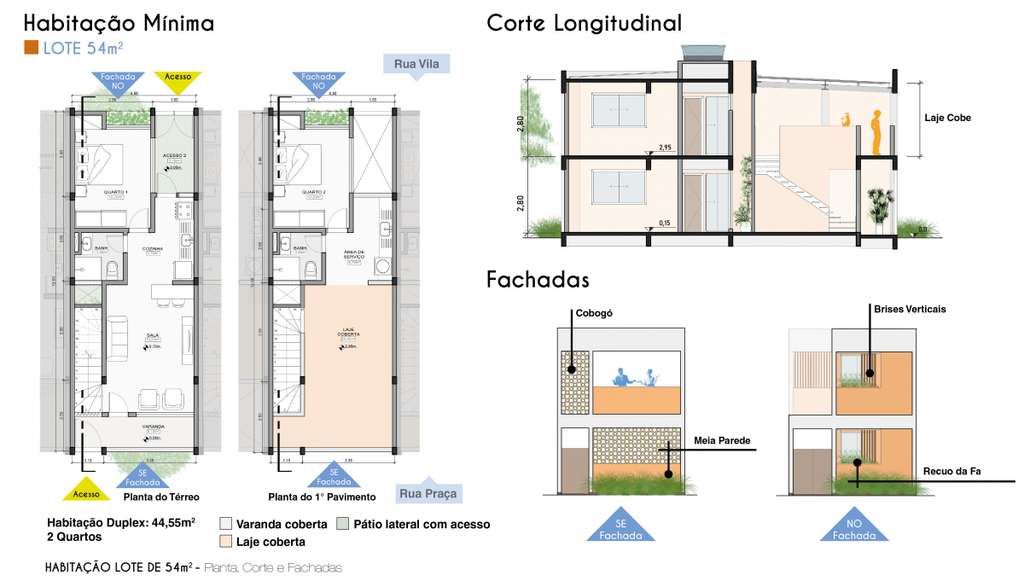 Habitação Mínima
LOTE 54m²
Fachada
NO
Acesso
Fachada
NO
Rua Vila
ACESSO 2
QUARTO 1
COZINHA
BANH.
SALA
VARANDA
SE
Fachada
Acesso
Planta do Térreo
QUARTO 2
BANH.
ÁREA DE
SERVIÇO
LAJE
COBERTA
SE
Fachada
Planta do 1° Pavimento
Rua Praça
Habitação Duplex: 44,55m²
2 Quartos
Varanda coberta
Pátio lateral com acesso
Laje coberta
HABITAÇÃO LOTE DE 54m² - Planta, Corte e Fachadas
Corte Longitudinal
2,80
2,95
2,80
0,15
0,0
Laje Cobe
Fachadas
Cobogó
Meia Parede
SE
Fachada
Brises Verticais
Recuo da Fa
NO
Fachada